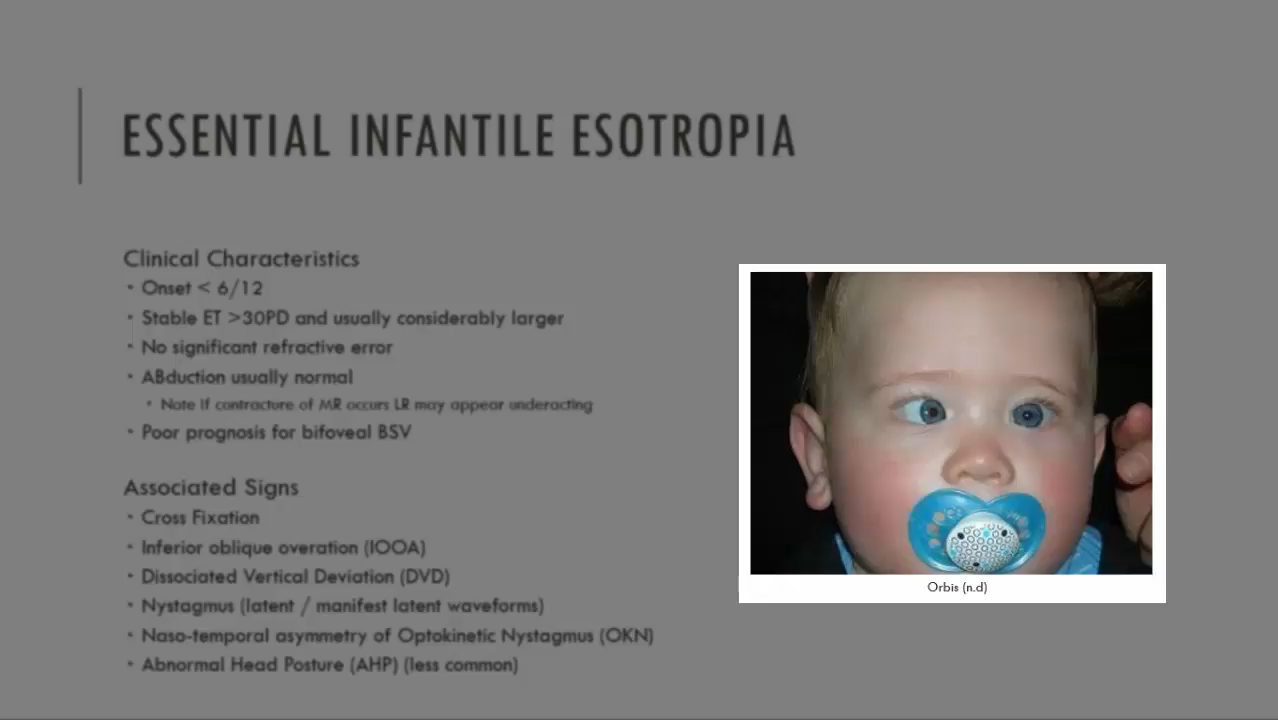 ESSENTIAL INFANTILE ESOTROPIA
Clinical Characteristics
Onset < 6/12
Stable ET >30PD and usually considerably larger
No significant refractive error
ABduction usually normal
Note if contracture of MR occurs LR may appear underacting
Poor prognosis for bifoveal BSV
Associated Signs
Cross Fixation
Inferior oblique overation (IOOA)
Dissociated Vertical Deviation (DVD)
Nystagmus (latent / manifest latent waveforms)
Naso-temporal asymmetry of Optokinetic Nystagmus (OKN)
Abnormal Head Posture (AHP) (less common)
Orbis (n.d)